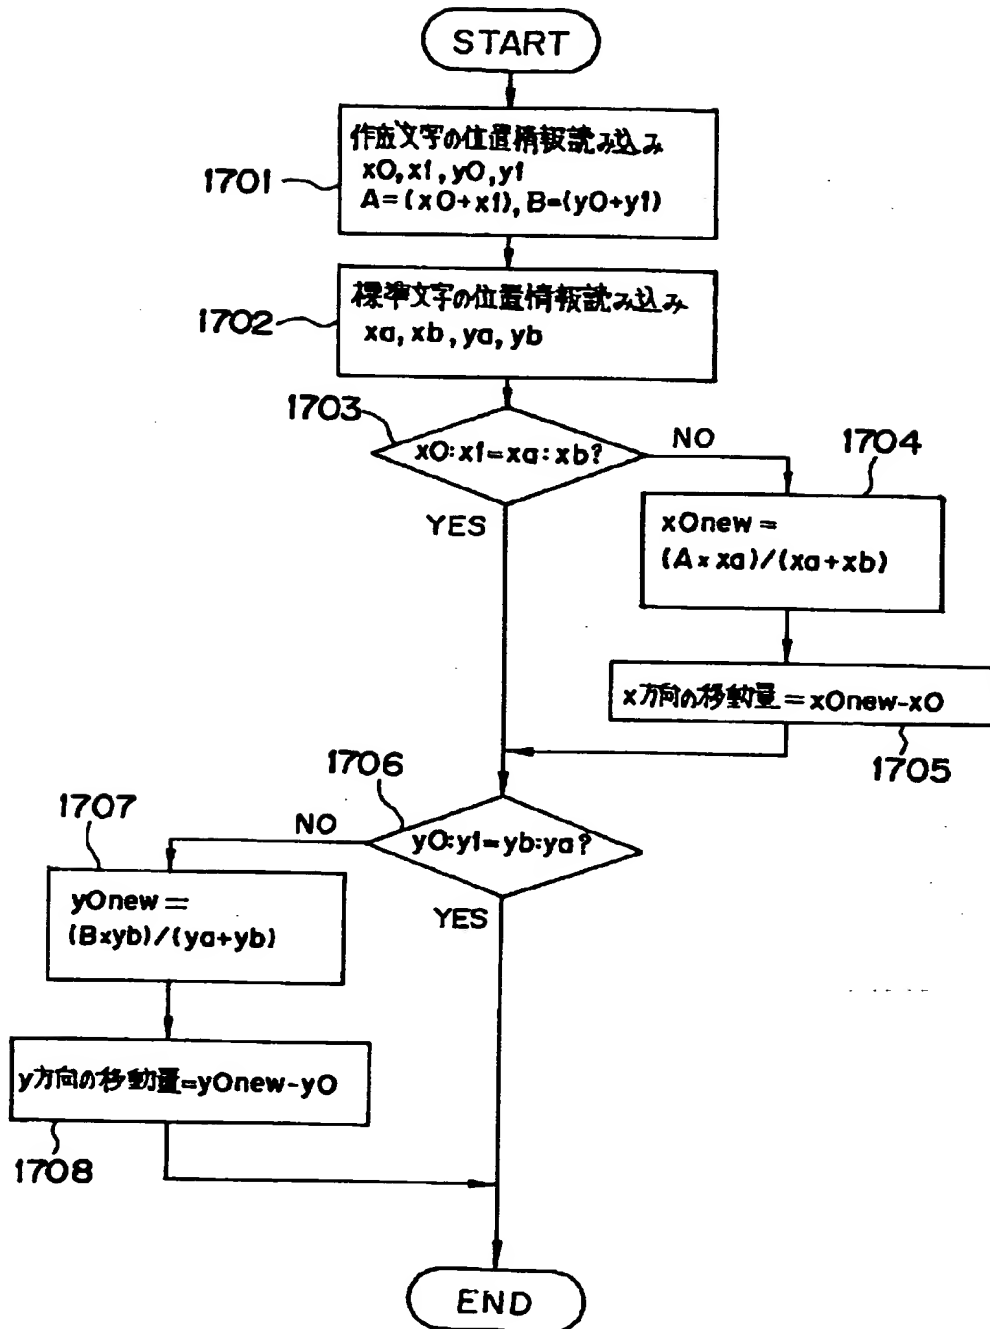 START
作成文字の位置情報読み込み
x0, x1, y0, y1
A=(x0+x1), B=(y0+y1)
1701
標準文字の位置情報読み込み
xa, xb, ya, yb
1702
1703
x0:x1=xa:xb?
NO
1704
YES
x0new=
(A×xa)/(xa+xb)
x方向の移動量=x0new-x0
1705
1706
1707
NO
y0:y1=yb:ya?
YES
y0new=
(B×yb)/(ya+yb)
y方向の移動量=y0new-y0
1708
END